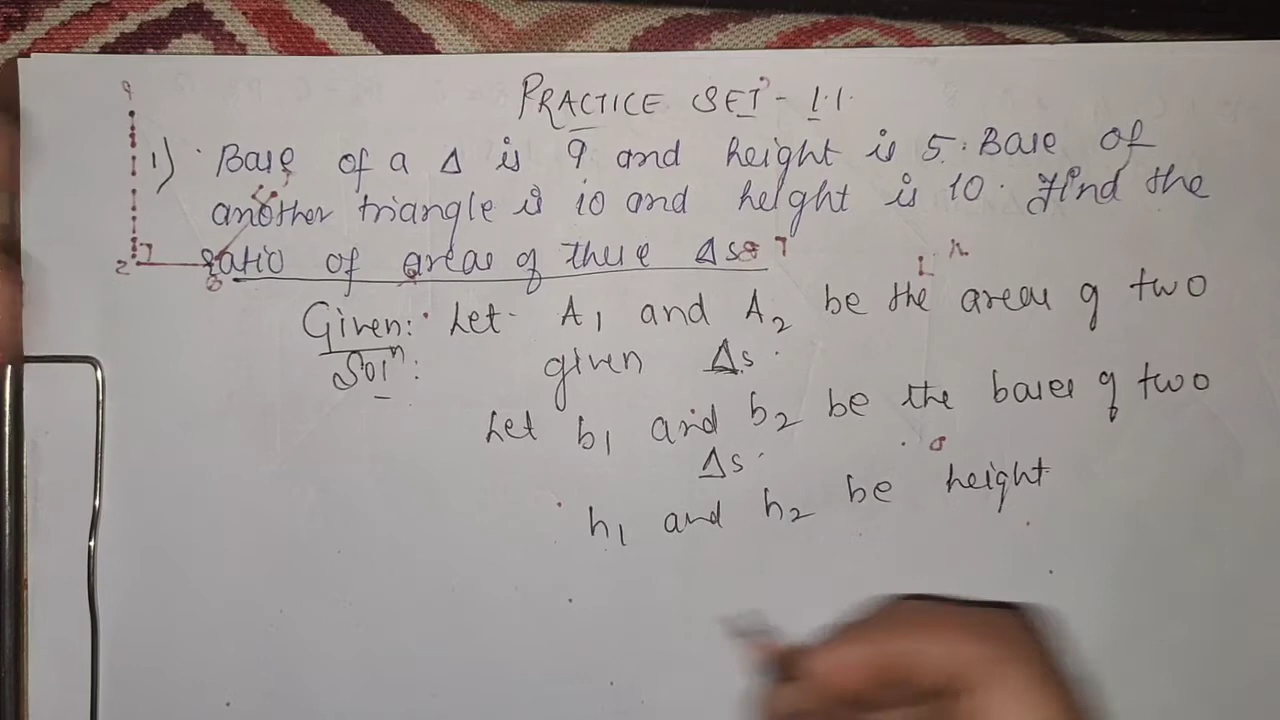 PRACTICE SET - 1.1.
1) Base of a Δ is 9 and height is 5. Base of
another triangle is 10 and height is 10. Find the
ratio of areas of these Δs
Given: Let A1 and A2 be the areas of two
Soln: given Δs.
Let b1 and b2 be the bases of two
Δs.
h1 and h2 be height